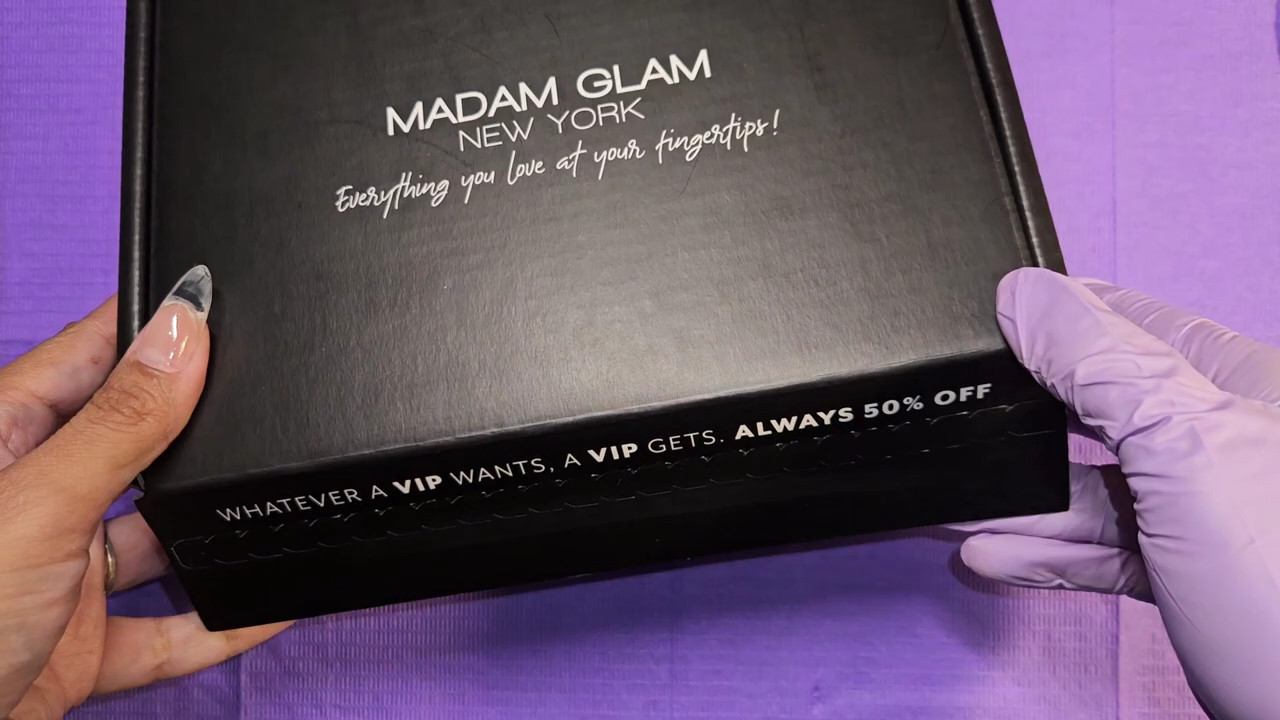 MADAM GLAM
NEW YORK
Everything you love at your fingertips!
WHATEVER A VIP WANTS, A VIP GETS. ALWAYS 50% OFF